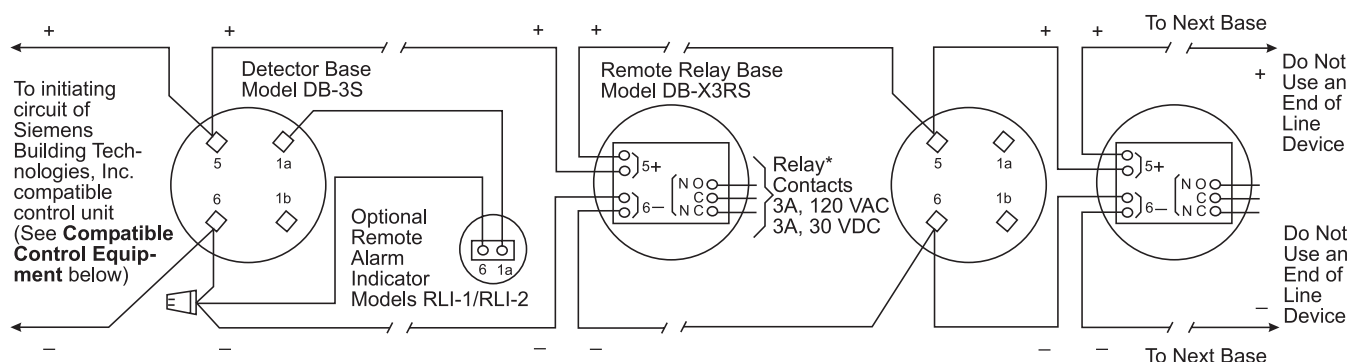 + + + + + + To Next Base
To initiating
circuit of
Siemens
Building Tech-
nologies, Inc.
compatible
control unit
(See Compatible
Control Equip-
ment below)
Detector Base
Model DB-3S
5 1a
6 1b
Optional
Remote
Alarm
Indicator
Models RLI-1/RLI-2
6 1a
Remote Relay Base
Model DB-X3RS
5+
6–
N O
C
N C
Relay*
Contacts
3A, 120 VAC
3A, 30 VDC
5 1a
6 1b
5+
6–
N O
C
N C
+
Do Not
Use an
End of
Line
Device
Do Not
Use an
End of
Line
Device
–
– – – – – – To Next Base